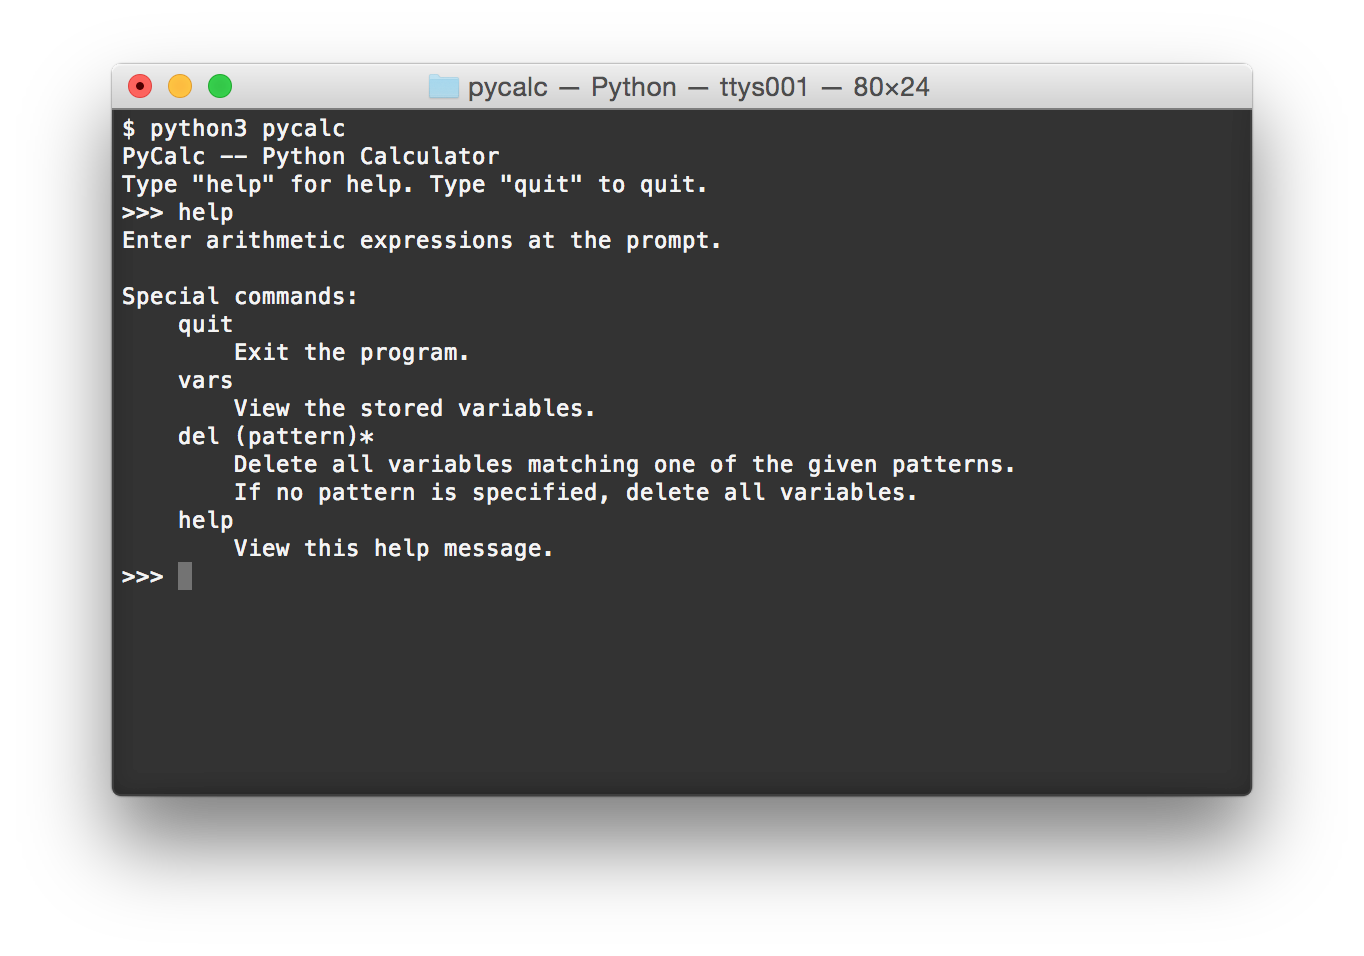 pycalc — Python — ttys001 — 80×24
$ python3 pycalc
PyCalc -- Python Calculator
Type "help" for help. Type "quit" to quit.
>>> help
Enter arithmetic expressions at the prompt.

Special commands:
    quit
        Exit the program.
    vars
        View the stored variables.
    del (pattern)*
        Delete all variables matching one of the given patterns.
        If no pattern is specified, delete all variables.
    help
        View this help message.
>>>